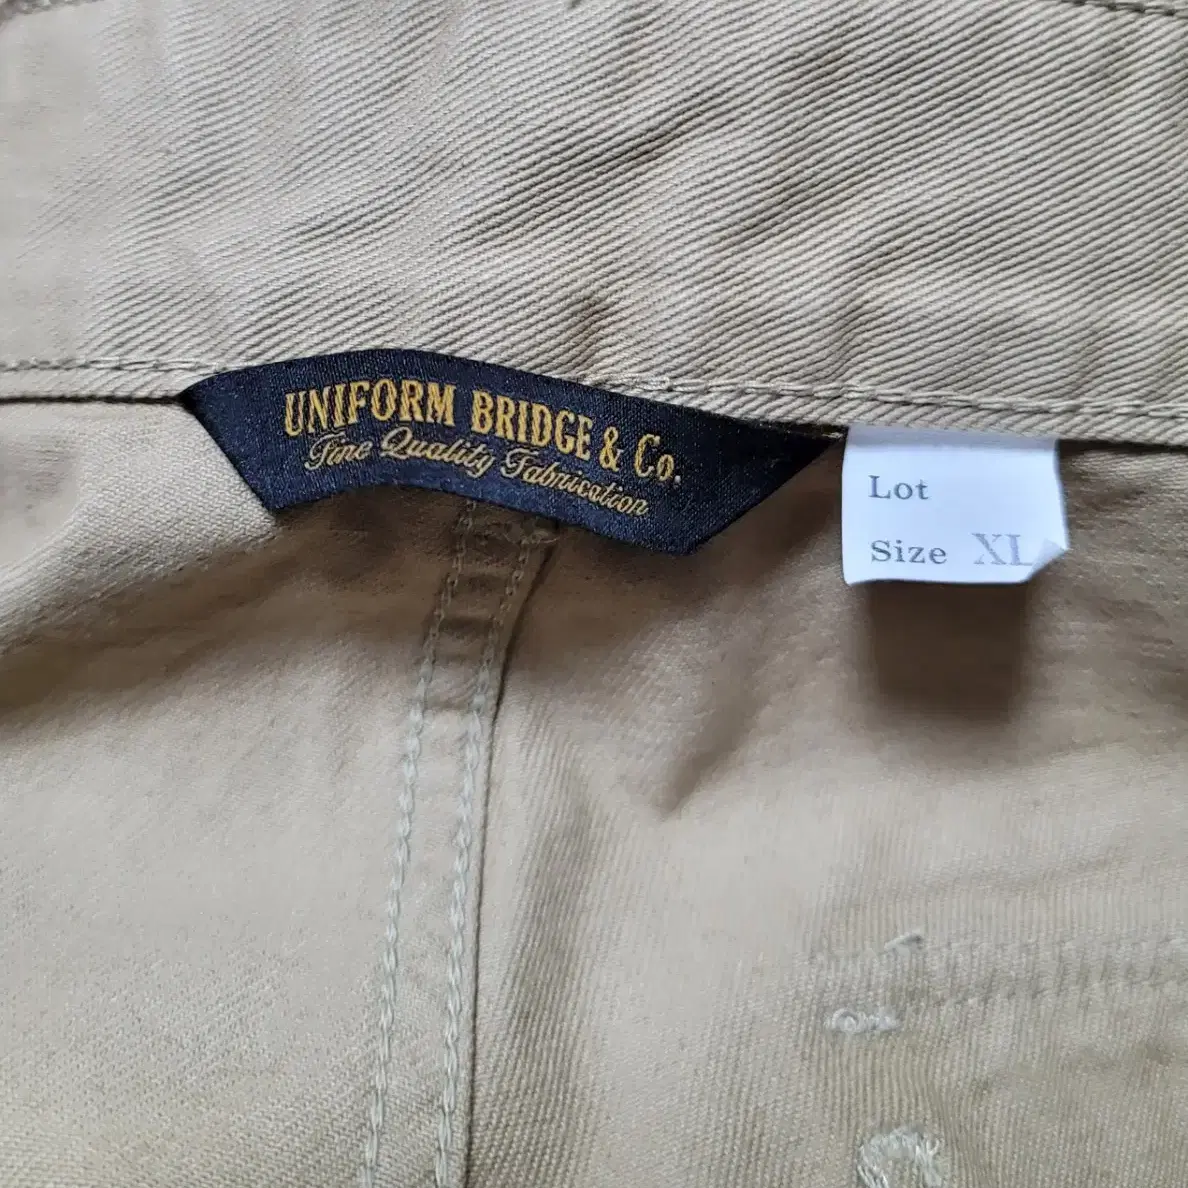 UNIFORM BRIDGE & Co.
Fine Quality Fabrication
Lot
Size XL